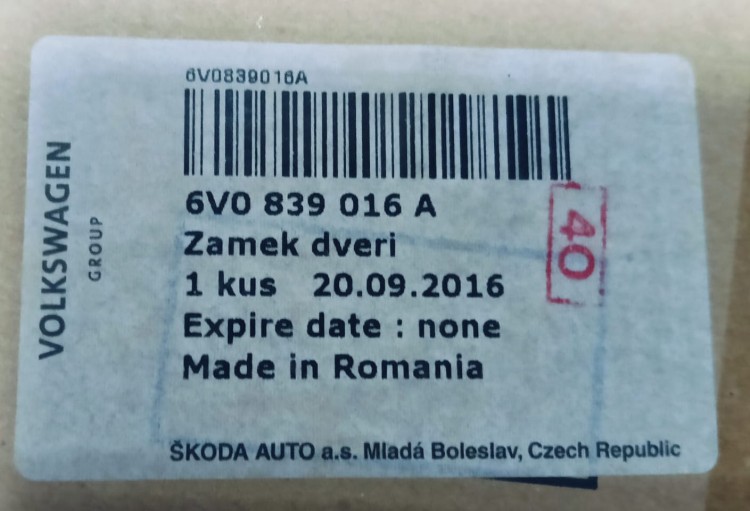 6V0839016A
6V0 839 016 A
Zamek dveri
1 kus 20.09.2016
Expire date : none
Made in Romania
ŠKODA AUTO a.s. Mladá Boleslav, Czech Republic
VOLKSWAGEN
GROUP
40